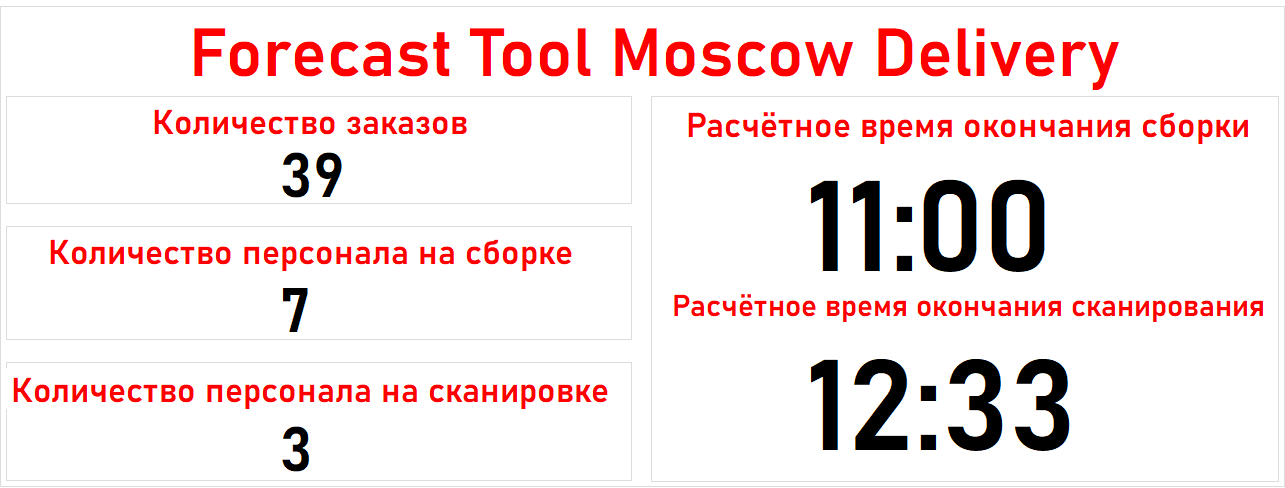 Forecast Tool Moscow Delivery
Количество заказов
39
Количество персонала на сборке
7
Количество персонала на сканировке
3
Расчётное время окончания сборки
11:00
Расчётное время окончания сканирования
12:33